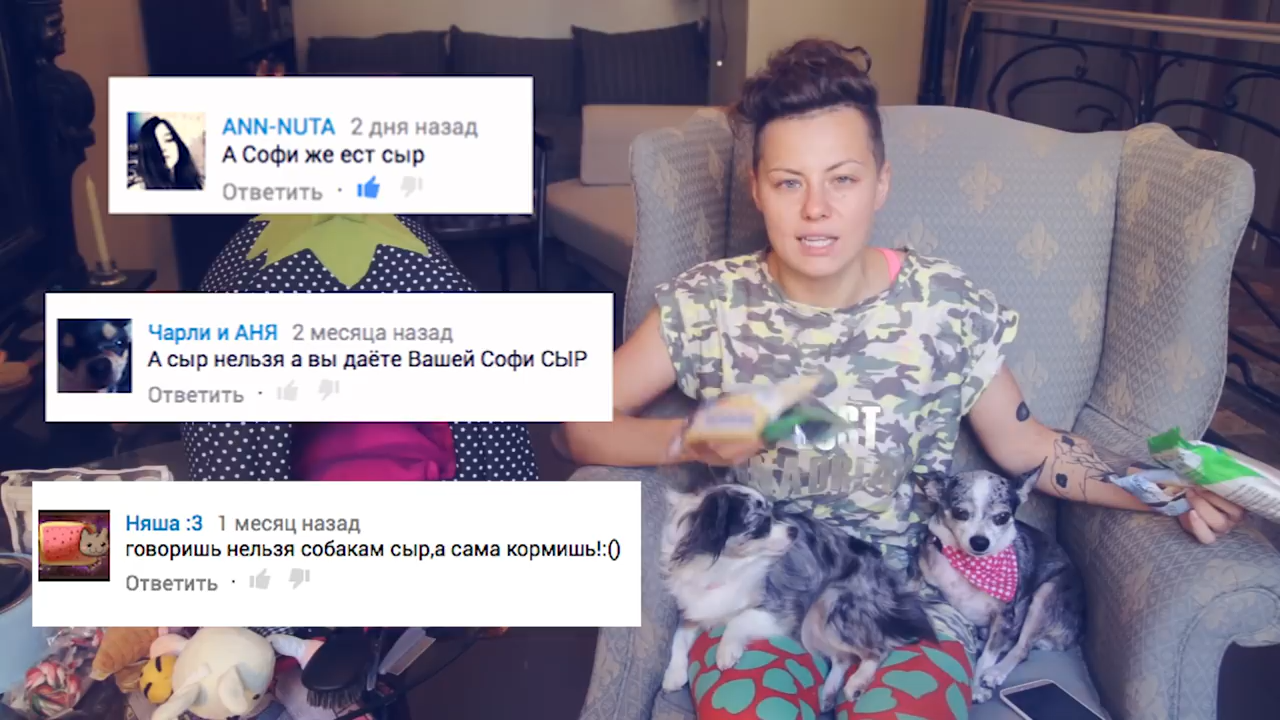 ANN-NUTA 2 дня назад
А Софи же ест сыр
Ответить ·
Чарли и АНЯ 2 месяца назад
А сыр нельзя а вы даёте Вашей Софи СЫР
Ответить ·
Няша :3 1 месяц назад
говоришь нельзя собакам сыр,а сама кормишь!:()
Ответить ·